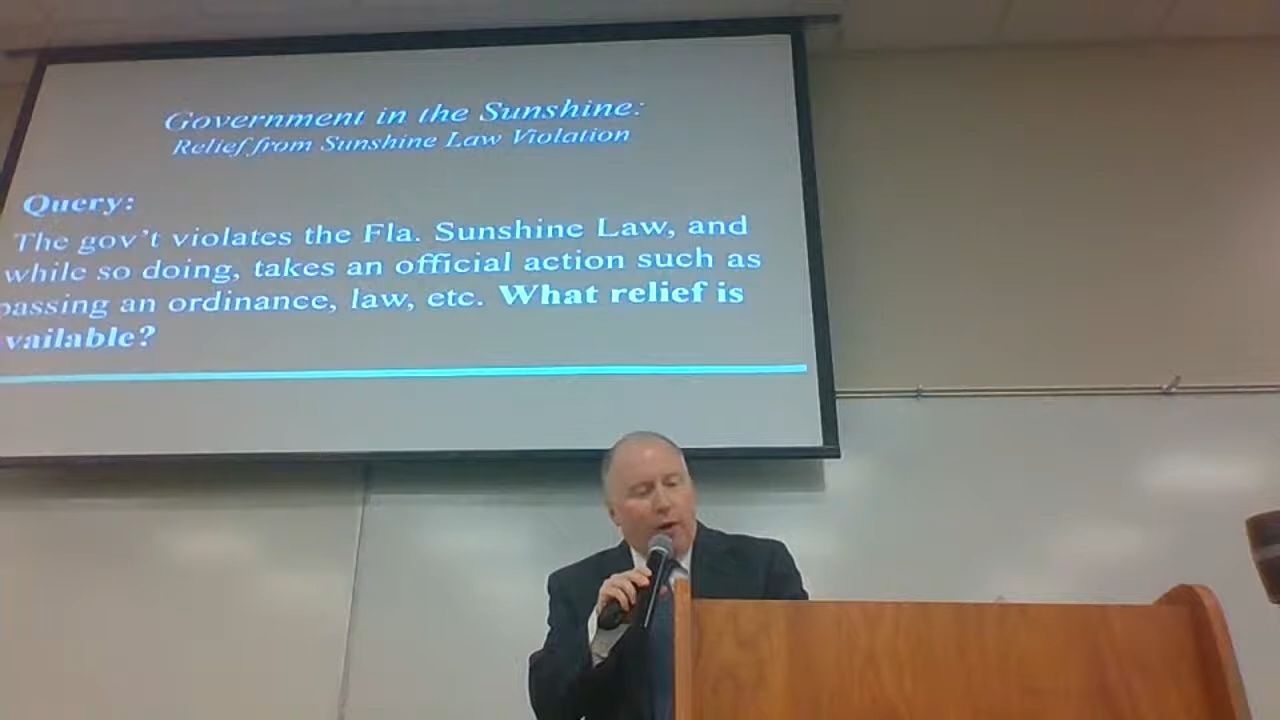 Government in the Sunshine:
Relief from Sunshine Law Violation
Query:
The gov't violates the Fla. Sunshine Law, and
while so doing, takes an official action such as
passing an ordinance, law, etc. What relief is
vailable?